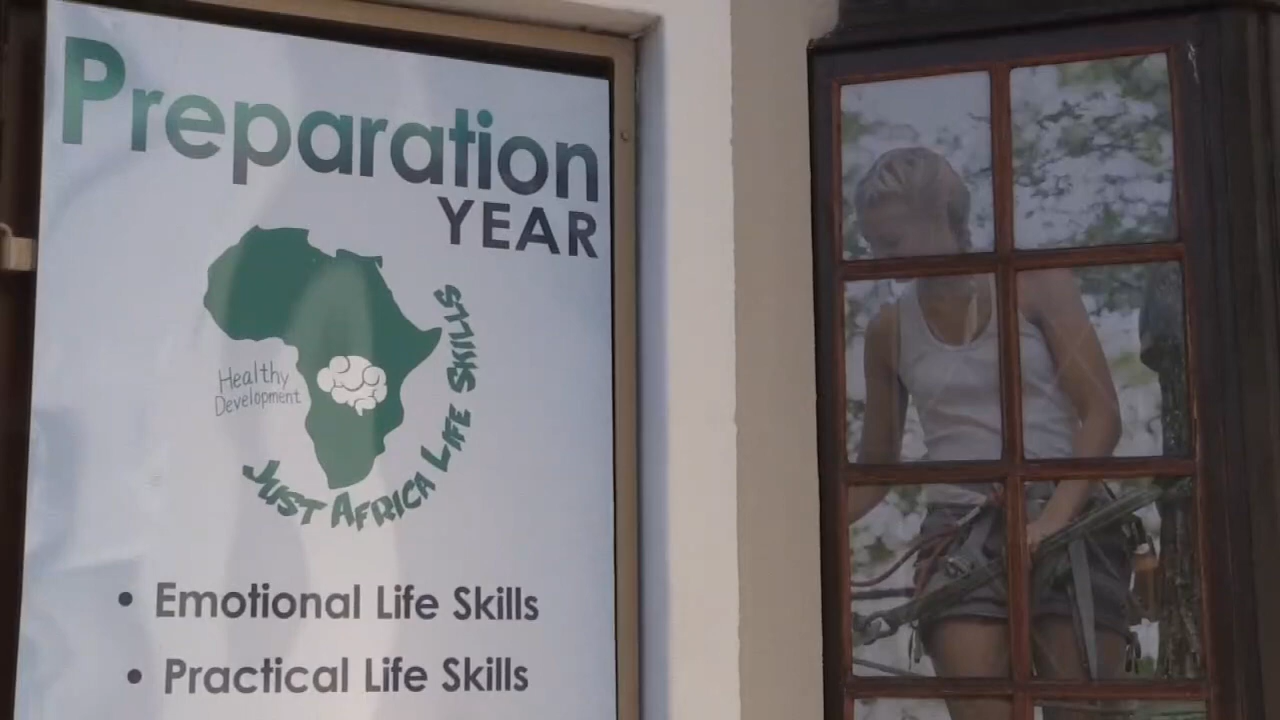 Preparation
YEAR
Healthy
Development
JUST AFRICA LIFE SKILLS
• Emotional Life Skills
• Practical Life Skills